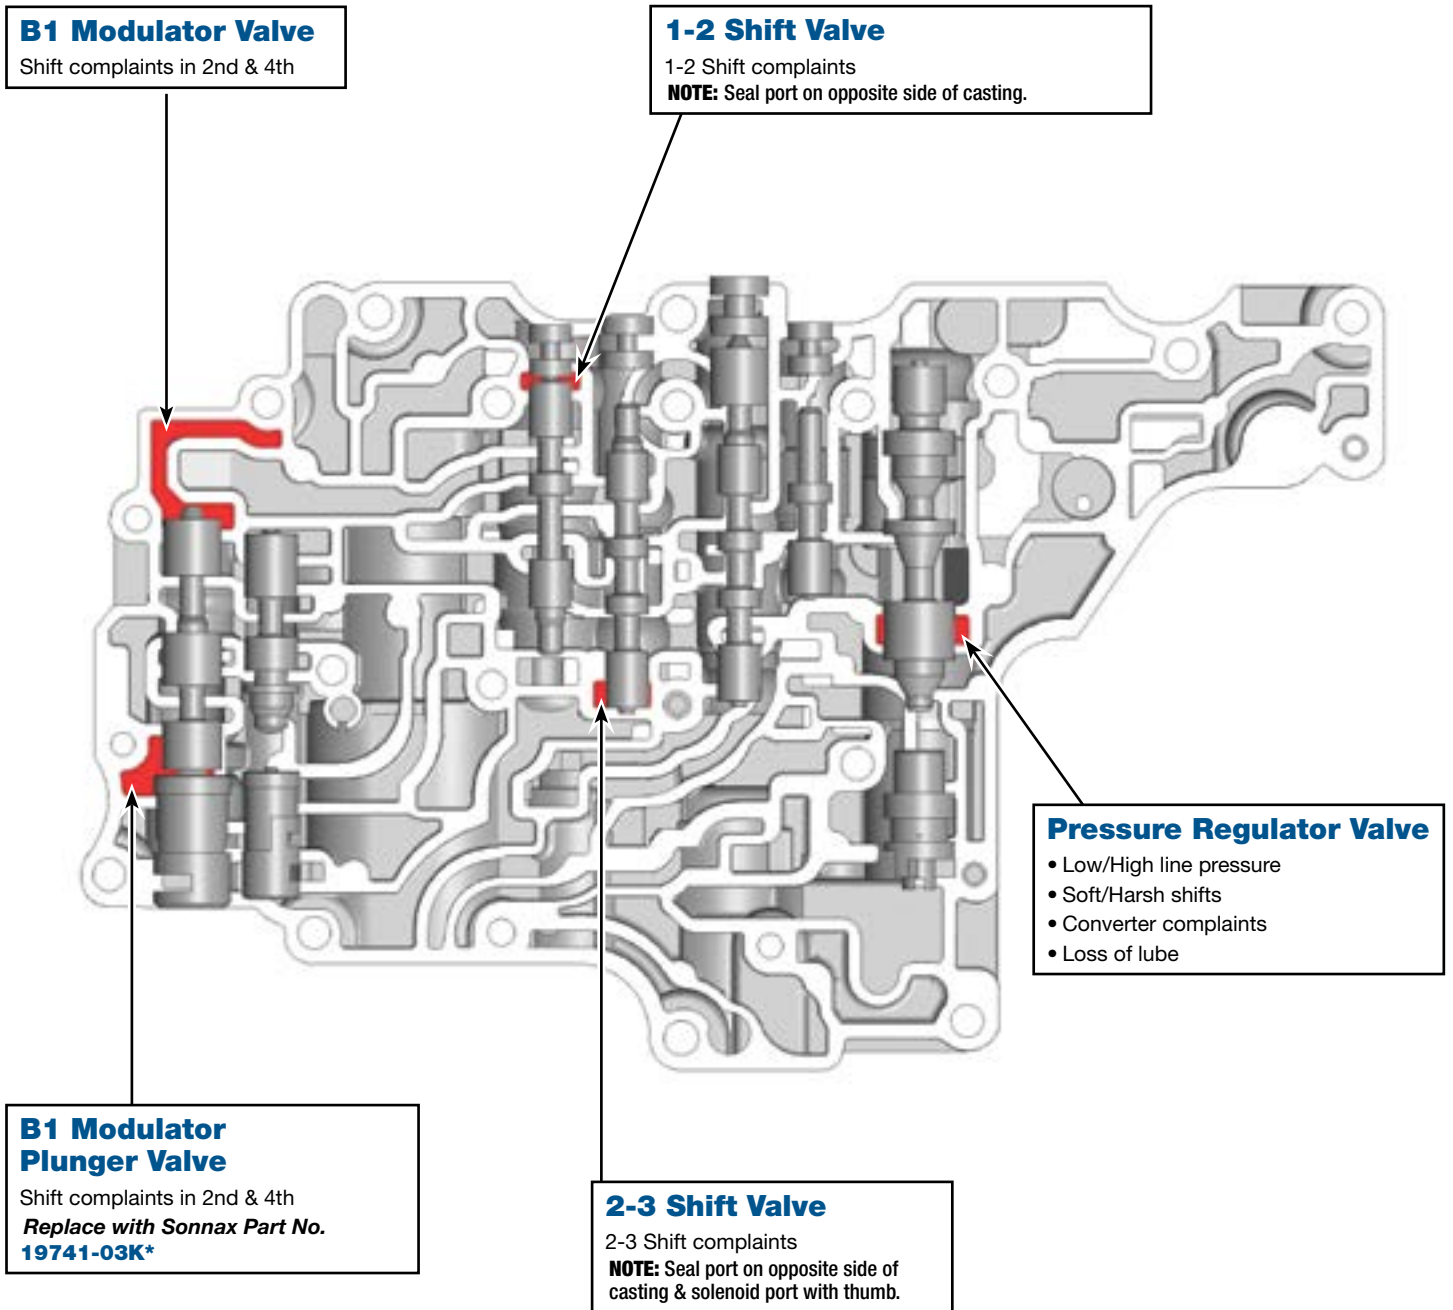 B1 Modulator Valve
Shift complaints in 2nd & 4th
1-2 Shift Valve
1-2 Shift complaints
NOTE: Seal port on opposite side of casting.
Pressure Regulator Valve
• Low/High line pressure
• Soft/Harsh shifts
• Converter complaints
• Loss of lube
B1 Modulator
Plunger Valve
Shift complaints in 2nd & 4th
Replace with Sonnax Part No.
19741-03K*
2-3 Shift Valve
2-3 Shift complaints
NOTE: Seal port on opposite side of
casting & solenoid port with thumb.